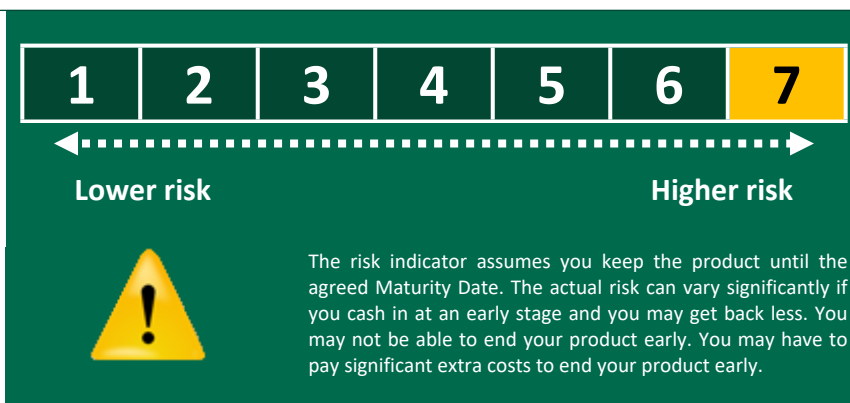 1 2 3 4 5 6 7
Lower risk Higher risk
The risk indicator assumes you keep the product until the
agreed Maturity Date. The actual risk can vary significantly if
you cash in at an early stage and you may get back less. You
may not be able to end your product early. You may have to
pay significant extra costs to end your product early.